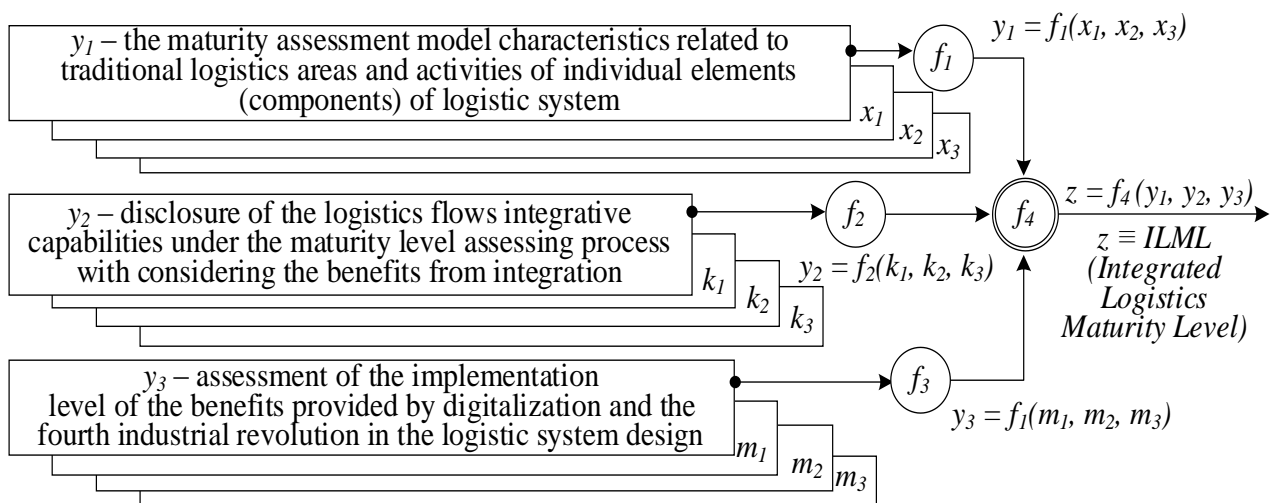 y1 – the maturity assessment model characteristics related to
traditional logistics areas and activities of individual elements
(components) of logistic system
x1
x2
x3
f1
y1 = f1(x1, x2, x3)
y2 – disclosure of the logistics flows integrative
capabilities under the maturity level assessing process
with considering the benefits from integration
k1
k2
k3
f2
y2 = f2(k1, k2, k3)
f4
z = f4 (y1, y2, y3)
z ≡ ILML
(Integrated
Logistics
Maturity Level)
y3 – assessment of the implementation
level of the benefits provided by digitalization and the
fourth industrial revolution in the logistic system design
m1
m2
m3
f3
y3 = f1(m1, m2, m3)